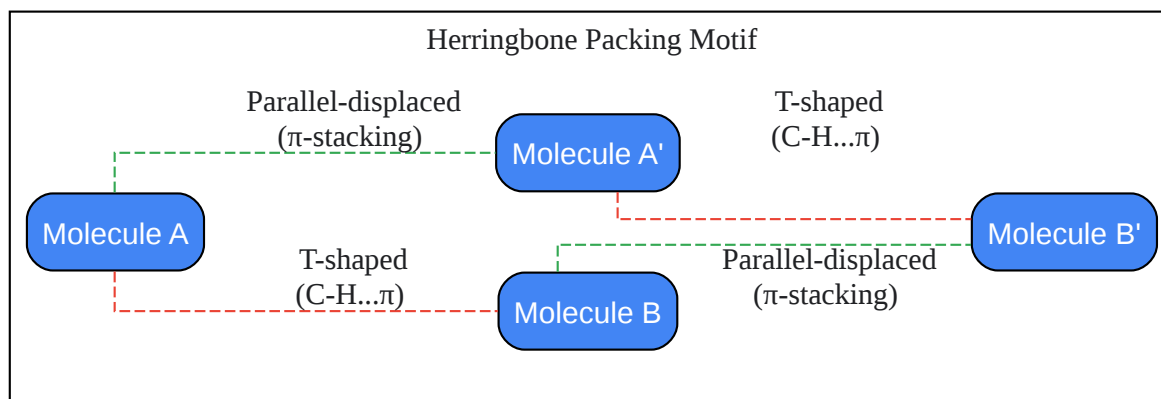 Herringbone Packing Motif
Parallel-displaced
(π-stacking)
T-shaped
(C-H...π)
Molecule A'
Molecule A
Molecule B'
T-shaped
(C-H...π)
Parallel-displaced
(π-stacking)
Molecule B